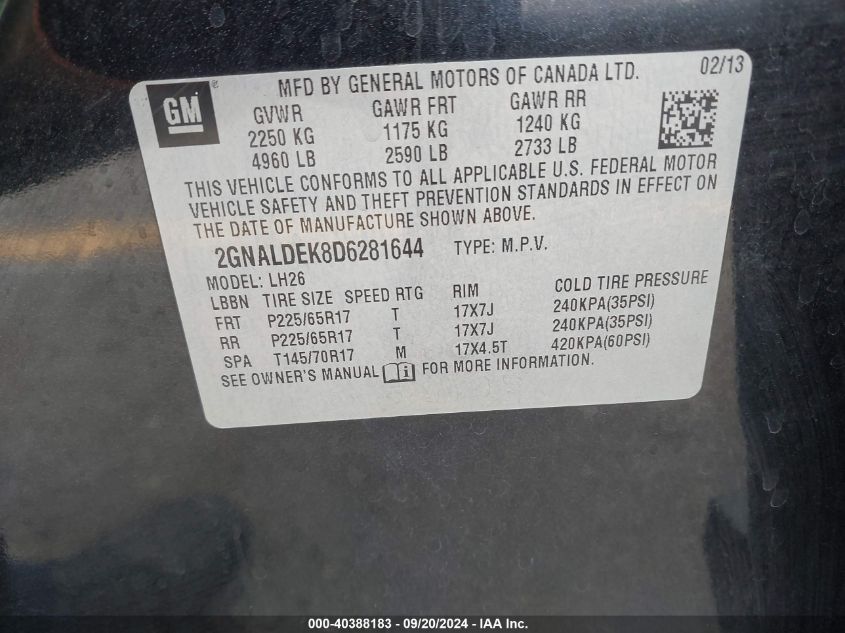 GM
MFD BY GENERAL MOTORS OF CANADA LTD. 02/13
GVWR GAWR FRT GAWR RR
2250 KG 1175 KG 1240 KG
4960 LB 2590 LB 2733 LB
THIS VEHICLE CONFORMS TO ALL APPLICABLE U.S. FEDERAL MOTOR
VEHICLE SAFETY AND THEFT PREVENTION STANDARDS IN EFFECT ON
THE DATE OF MANUFACTURE SHOWN ABOVE.
2GNALDEK8D6281644 TYPE: M.P.V.
MODEL: LH26
LBBN TIRE SIZE SPEED RTG RIM COLD TIRE PRESSURE
FRT P225/65R17 T 17X7J 240KPA(35PSI)
RR P225/65R17 T 17X7J 240KPA(35PSI)
SPA T145/70R17 M 17X4.5T 420KPA(60PSI)
SEE OWNER'S MANUAL FOR MORE INFORMATION.
000-40388183 - 09/20/2024 - IAA Inc.